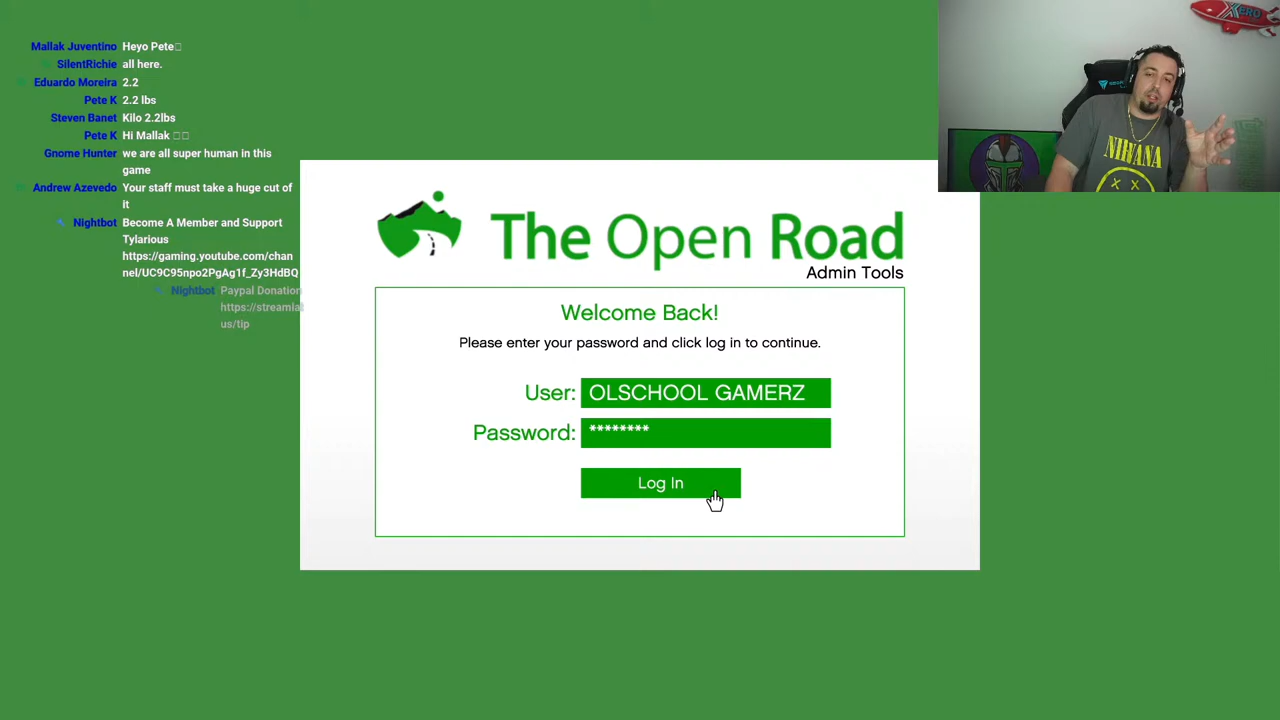 Mallak Juventino Heyo Pete
SilentRichie all here.
Eduardo Moreira 2.2
Pete K 2.2 lbs
Steven Banet Kilo 2.2lbs
Pete K Hi Mallak
Gnome Hunter we are all super human in this
game
Andrew Azevedo Your staff must take a huge cut of
it
Nightbot Become A Member and Support
Tylarious
https://gaming.youtube.com/chan
nel/UC9C95npo2PgAg1f_Zy3HdBQ
Nightbot Paypal Donation
https://streamla
us/tip
XERO
NIRVANA
The Open Road
Admin Tools
Welcome Back!
Please enter your password and click log in to continue.
User: OLSCHOOL GAMERZ
Password: ********
Log In